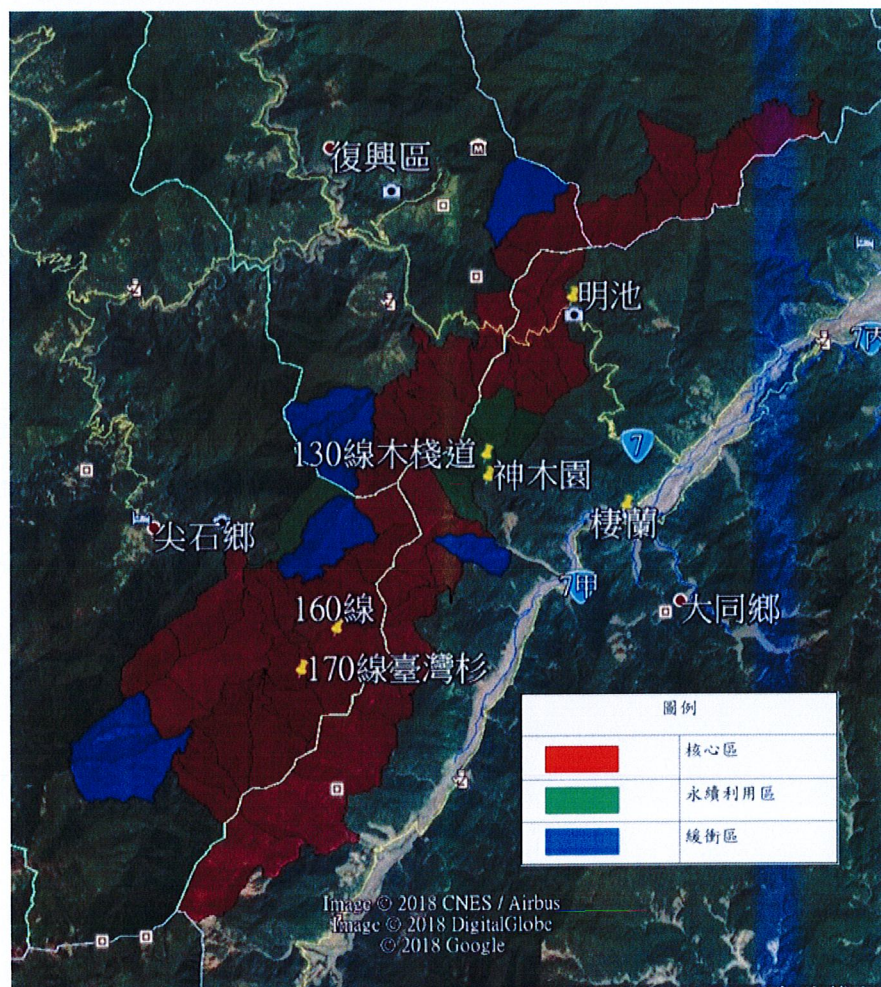 復興區
明池
7丙
130線木棧道
7
神木園
棲蘭
尖石鄉
7甲
160線
大同鄉
170線臺灣杉
圖例
核心區
永續利用區
緩衝區
Image © 2018 CNES / Airbus
Image © 2018 DigitalGlobe
© 2018 Google